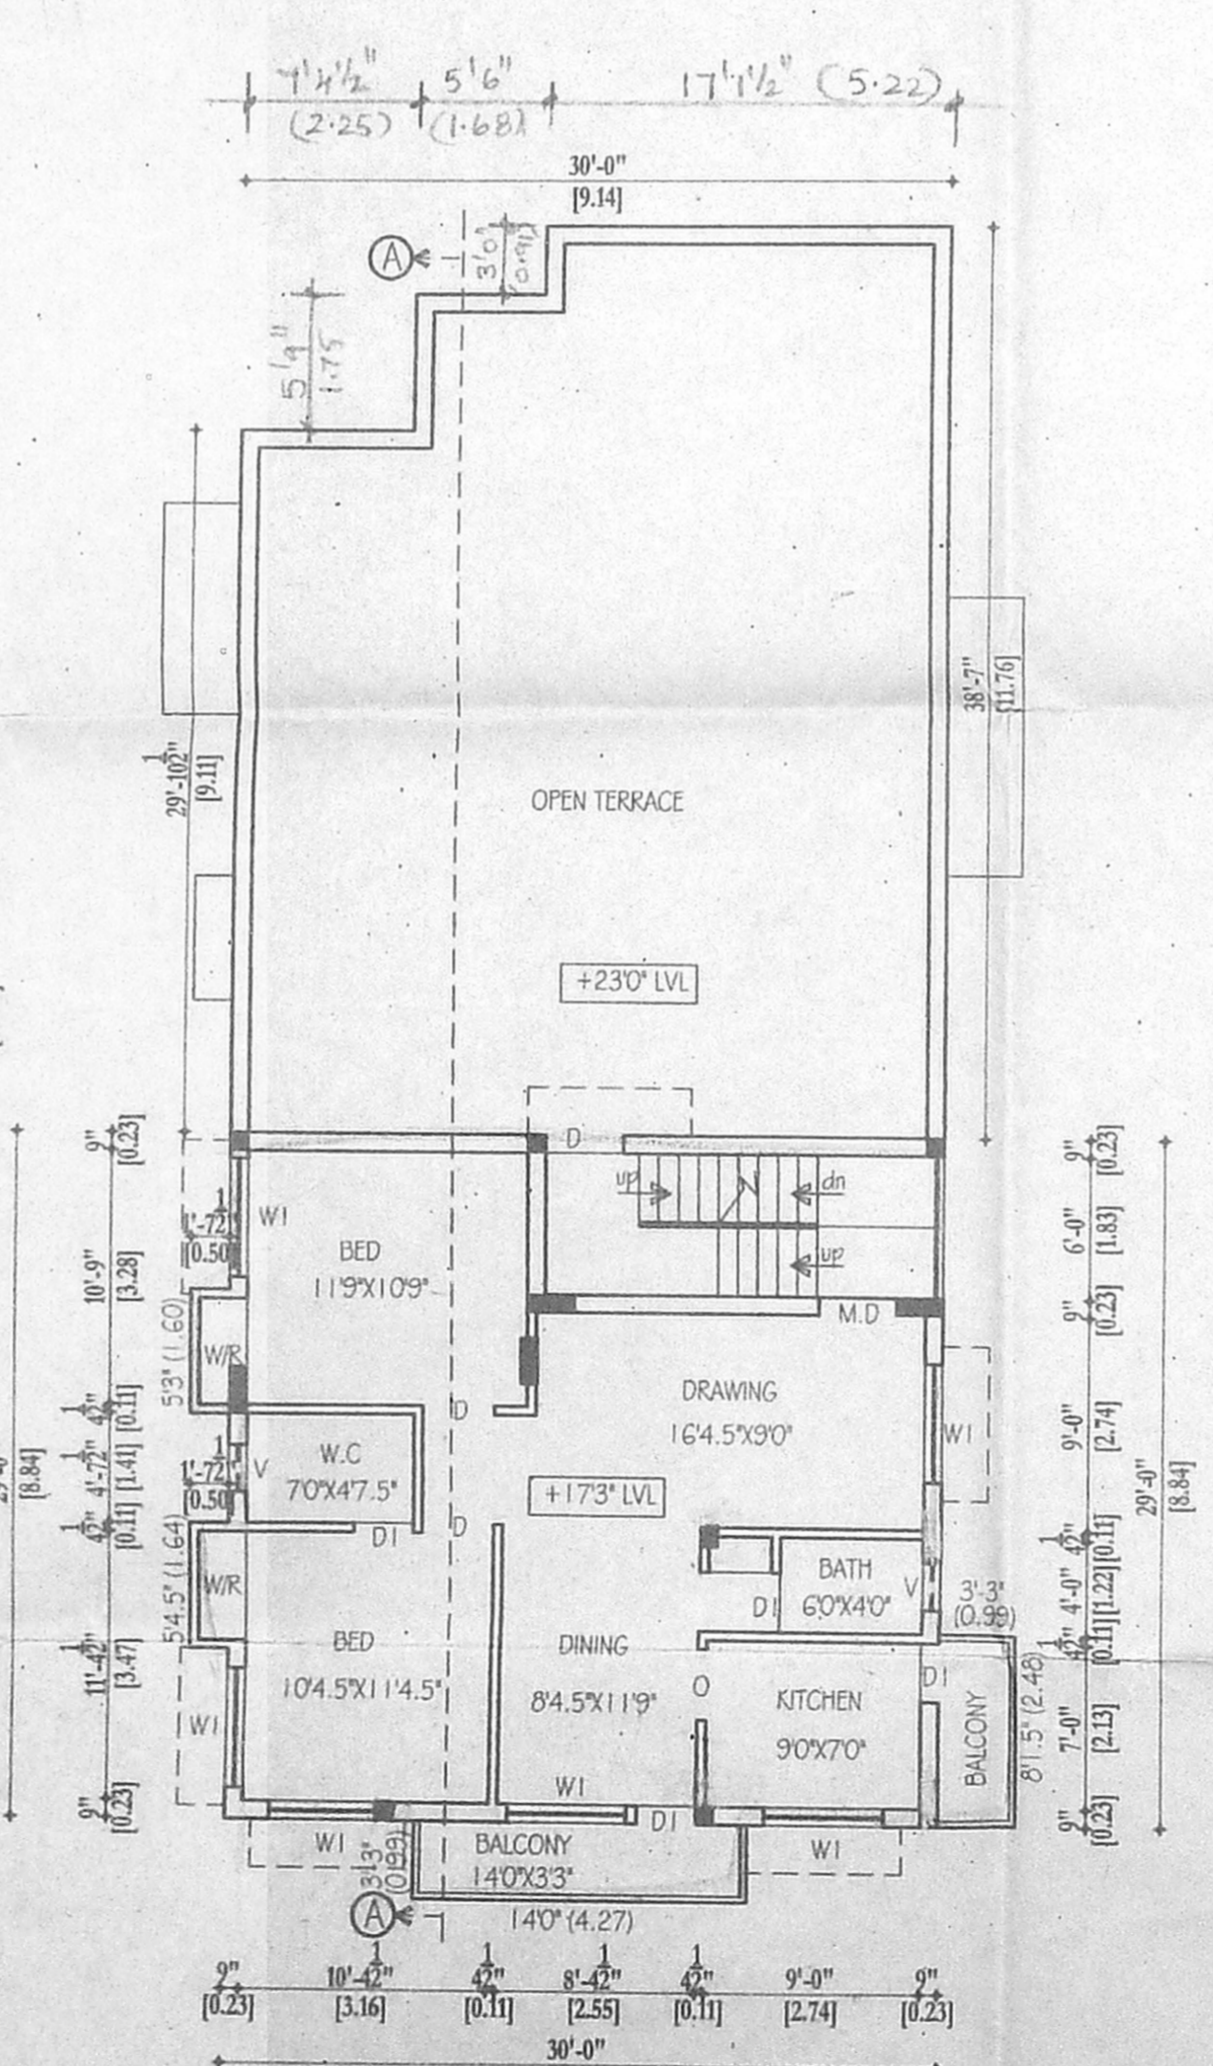 7'4½" 5'6" 17'1½" (5.22)
(2.25) (1.68)
30'-0"
[9.14]
A
3'0"
0.91
5'9"
1.75
38'-7"
[11.76]
29'-10½"
[9.11]
OPEN TERRACE
+23'0" LVL
D
up dn
up
9"
[0.23]
W1
1'-7½"
[0.50]
BED
11'9"X10'9"
10'-9"
[3.28]
W/R
5'3" (1.60)
M.D
DRAWING
16'4.5"X9'0"
W1
D
W.C
7'0"X4'7.5"
V
1'-7½"
[0.50]
4½"
[0.11]
4'-7½"
[1.41]
4½"
[0.11]
D1
D
+17'3" LVL
W/R
5'4.5" (1.64)
BATH
6'0"X4'0"
V
D1
3'-3"
(0.99)
BED
10'4.5"X11'4.5"
11'-4½"
[3.47]
W1
DINING
8'4.5"X11'9"
O
KITCHEN
9'0"X7'0"
D1
BALCONY
8'1.5" (2.48)
W1
D1
9"
[0.23]
W1
3'3"
(0.99)
BALCONY
14'0"X3'3"
W1
14'0" (4.27)
A
9"
[0.23]
6'-0"
[1.83]
9"
[0.23]
9'-0"
[2.74]
4½"
[0.11]
4'-0"
[1.22]
4½"
[0.11]
7'-0"
[2.13]
9"
[0.23]
29'-0"
[8.84]
[8.84]
9" 10'-4½" 4½" 8'-4½" 4½" 9'-0" 9"
[0.23] [3.16] [0.11] [2.55] [0.11] [2.74] [0.23]
30'-0"